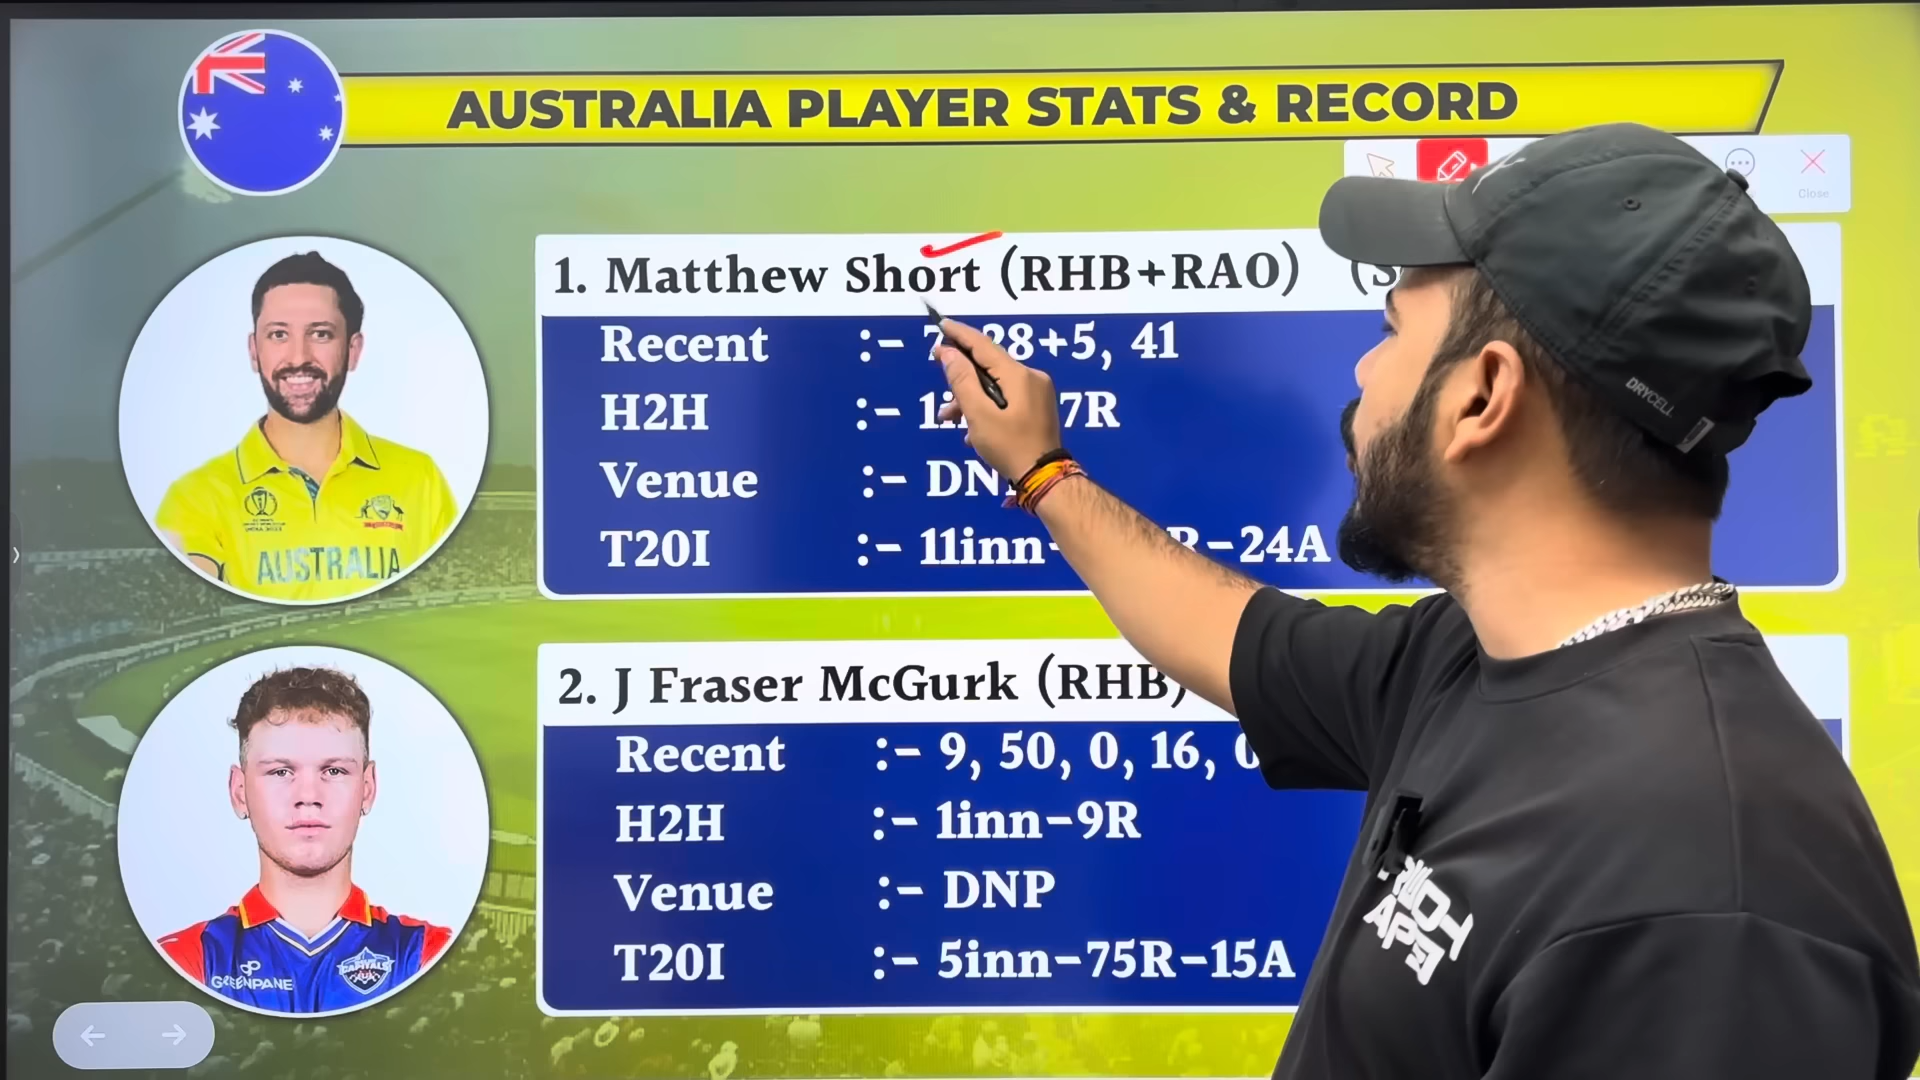 AUSTRALIA PLAYER STATS & RECORD
Close
1. Matthew Short (RHB+RAO)
Recent :- 28+5, 41
H2H :- 7R
Venue :-
T20I :- 11inn- R-24A
AUSTRALIA
2. J Fraser McGurk (RHB)
Recent :- 9, 50, 0, 16,
H2H :- 1inn-9R
Venue :- DNP
T20I :- 5inn-75R-15A
GREENPANE
CAPITALS
DRYCELL